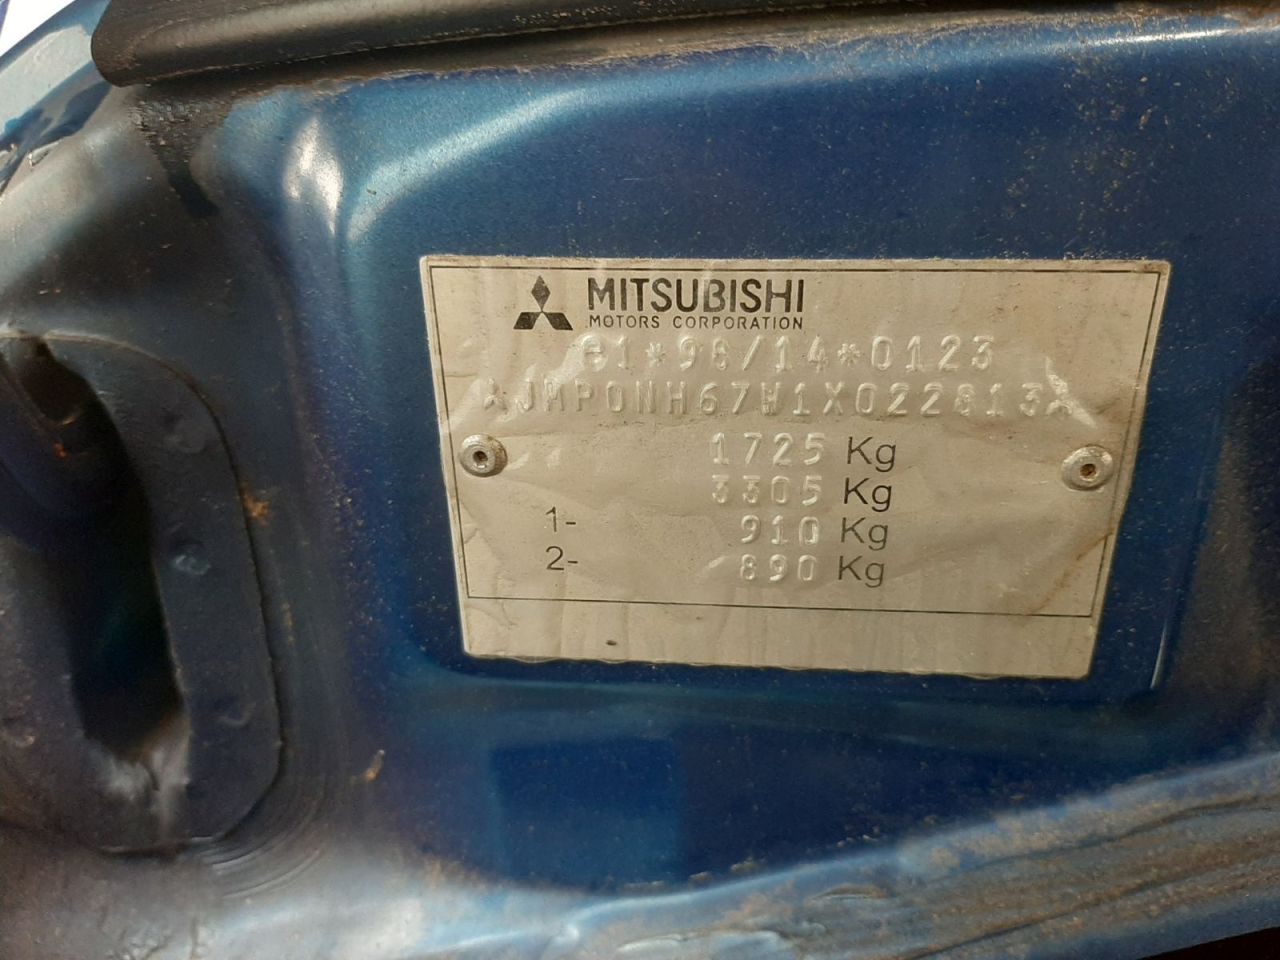 MITSUBISHI
MOTORS CORPORATION
e1*98/14*0123
JMP0NH67W1X022813
1725 Kg
3305 Kg
1- 910 Kg
2- 890 Kg